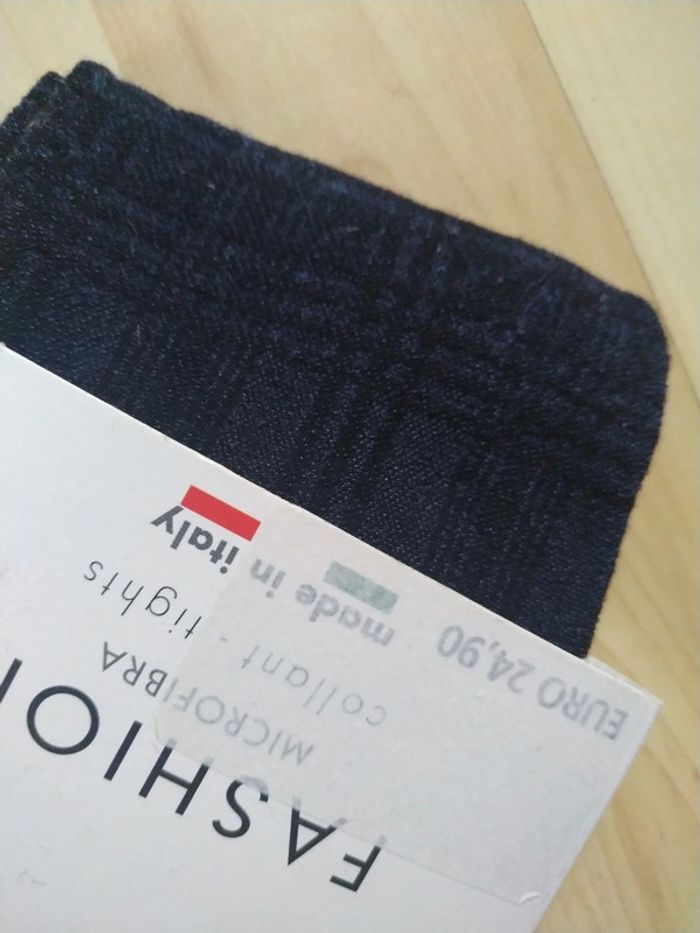 FASHION
MICROFIBRA
collant - tights
made in italy
EURO 24,90